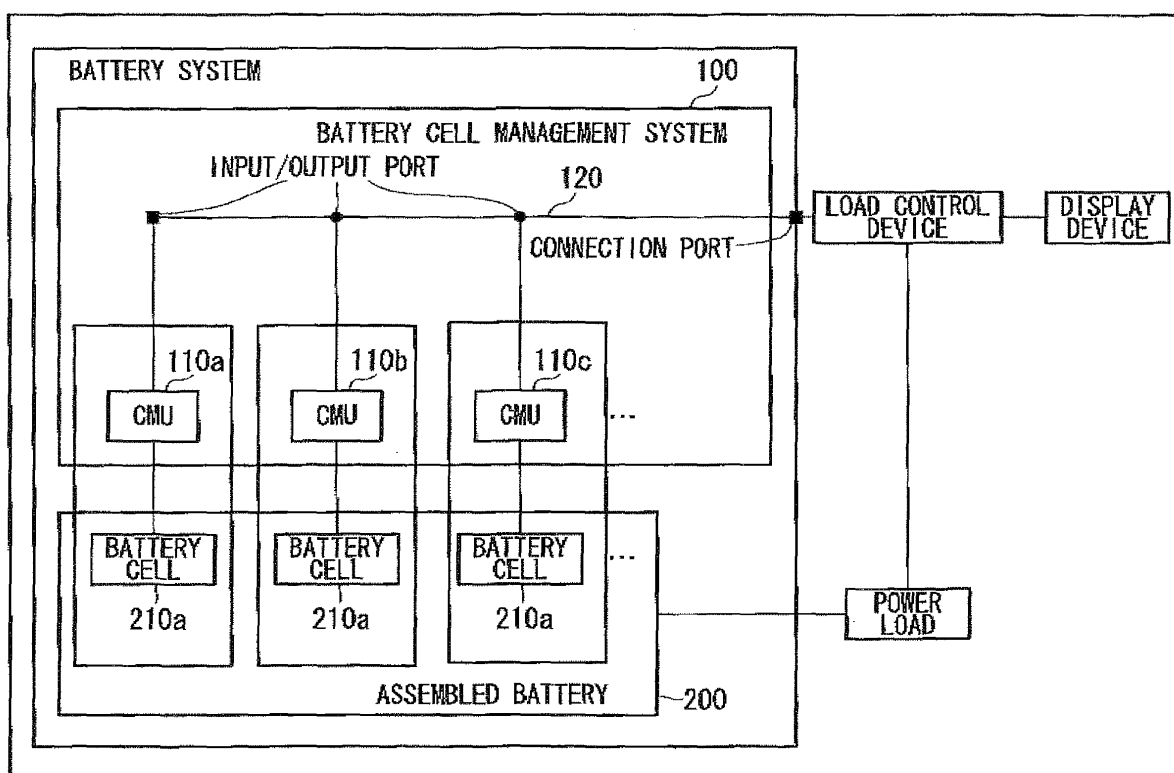 BATTERY SYSTEM
100
BATTERY CELL MANAGEMENT SYSTEM
INPUT/OUTPUT PORT
120
LOAD CONTROL
DEVICE
DISPLAY
DEVICE
CONNECTION PORT
110a
110b
110c
CMU
CMU
CMU
...
BATTERY
CELL
BATTERY
CELL
BATTERY
CELL
...
210a
210a
210a
POWER
LOAD
ASSEMBLED BATTERY
200